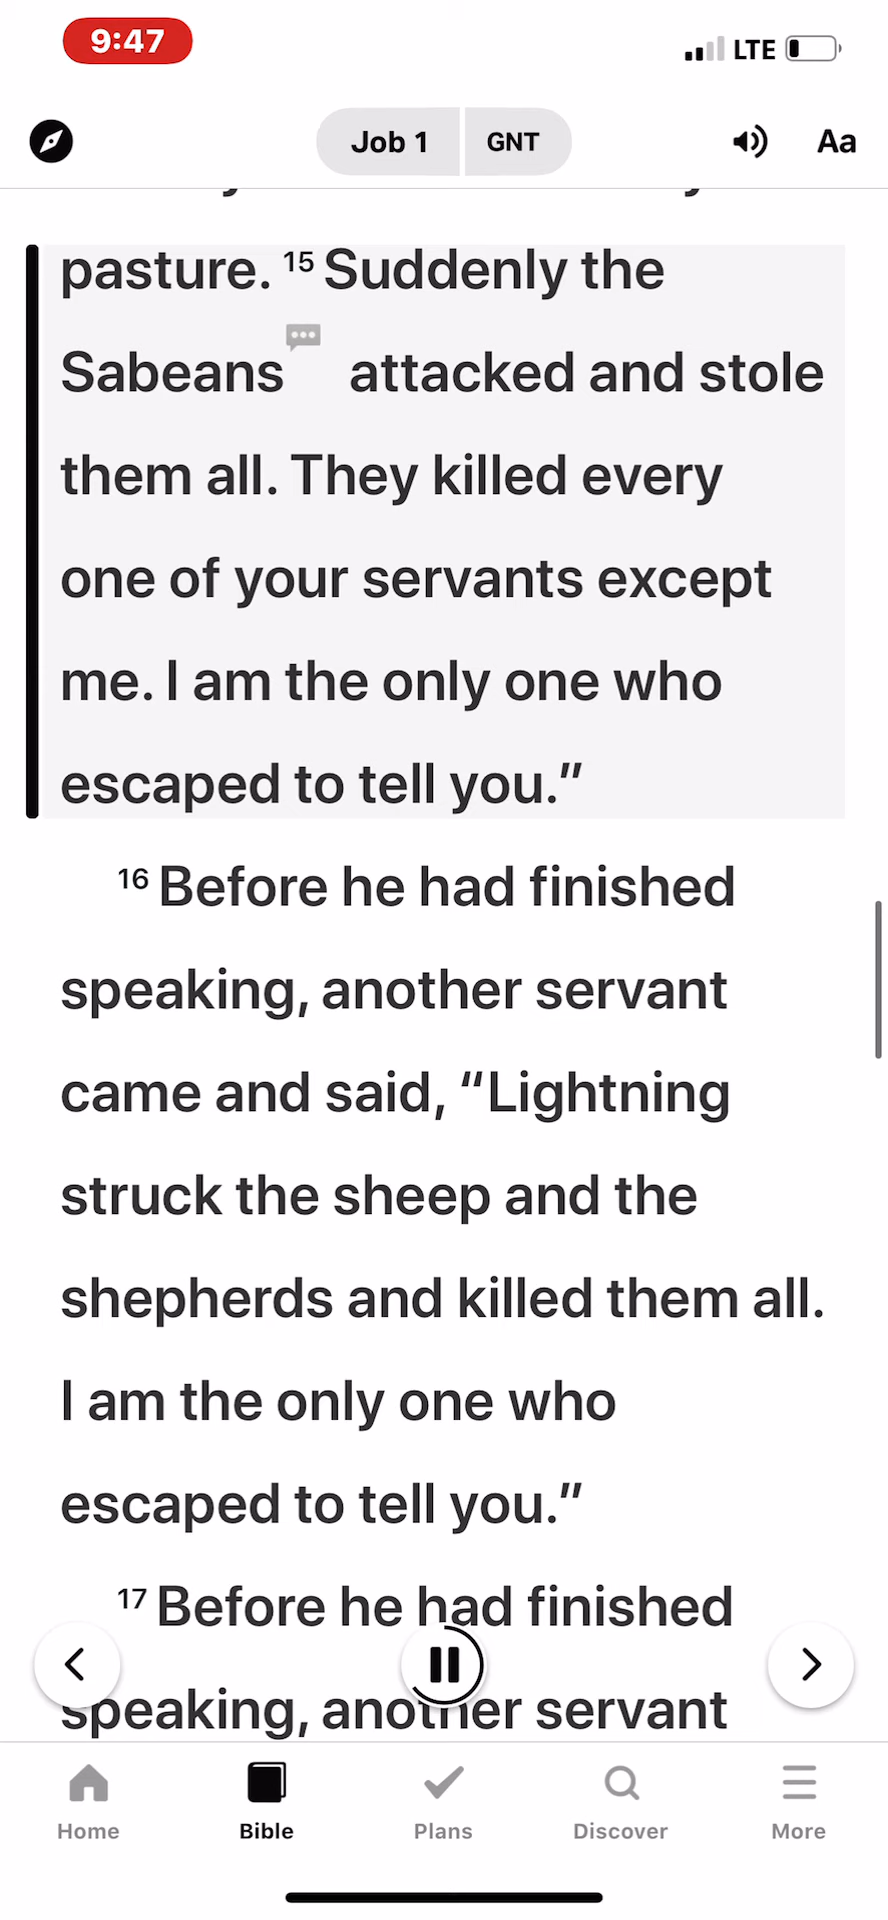 9:47
LTE
Job 1 GNT Aa
pasture. 15 Suddenly the
Sabeans attacked and stole
them all. They killed every
one of your servants except
me. I am the only one who
escaped to tell you.”
16 Before he had finished
speaking, another servant
came and said, “Lightning
struck the sheep and the
shepherds and killed them all.
I am the only one who
escaped to tell you.”
17 Before he had finished
speaking, another servant
Home Bible Plans Discover More